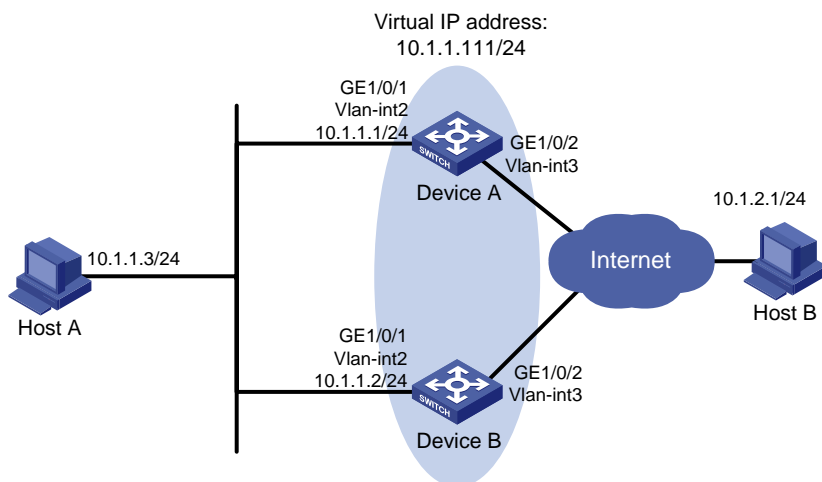 Virtual IP address:
10.1.1.111/24
GE1/0/1
Vlan-int2
10.1.1.1/24
SWITCH
Device A
GE1/0/2
Vlan-int3
10.1.1.3/24
Host A
Internet
10.1.2.1/24
Host B
GE1/0/1
Vlan-int2
10.1.1.2/24
SWITCH
Device B
GE1/0/2
Vlan-int3